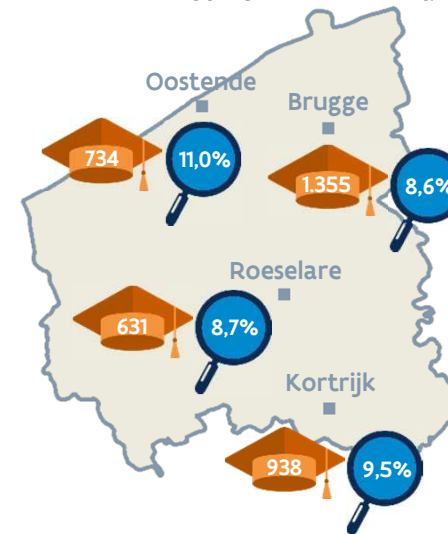 Oostende
Brugge
734
11,0%
1.355
8,6%
Roeselare
631
8,7%
Kortrijk
938
9,5%